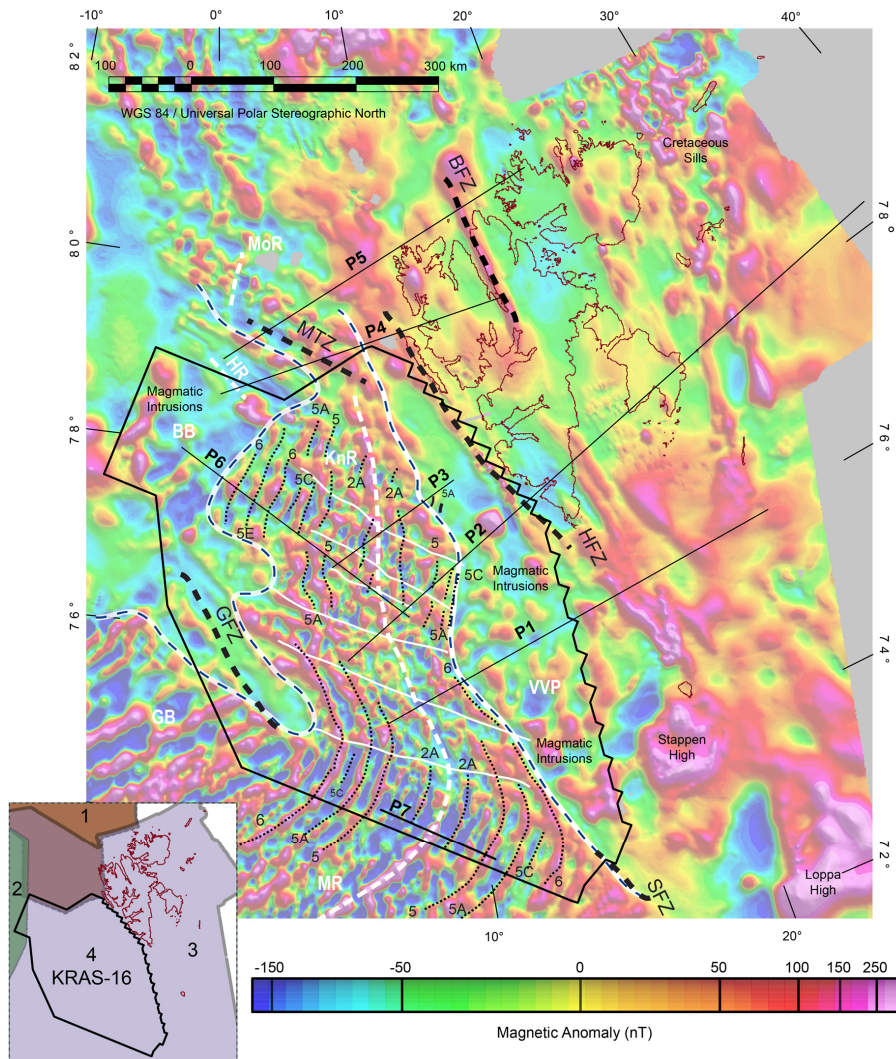 -10° 0° 10° 20° 30° 40°
82
100 0 100 200 300 km
WGS 84 / Universal Polar Stereographic North
Cretaceous
Sills
BFZ
78°
80
MoR
P5
MTZ
P4
HR
Magmatic
Intrusions
5A
5
76°
78
BB
6
6
KnR
P6
5C
2A
2A
P3
5A
5E
P2
HFZ
5
Magmatic
Intrusions
5C
76
5A
5A
GFZ
P1
6
74°
VVP
GB
Magmatic
Intrusions
Stappen
High
2A
2A
5C
P7
6
5A
5
72°
Loppa
High
MR
5C
6
SFZ
5
5A
10°
20°
1
2
3
4
KRAS-16
-150 -50 0 50 100 150 250
Magnetic Anomaly (nT)